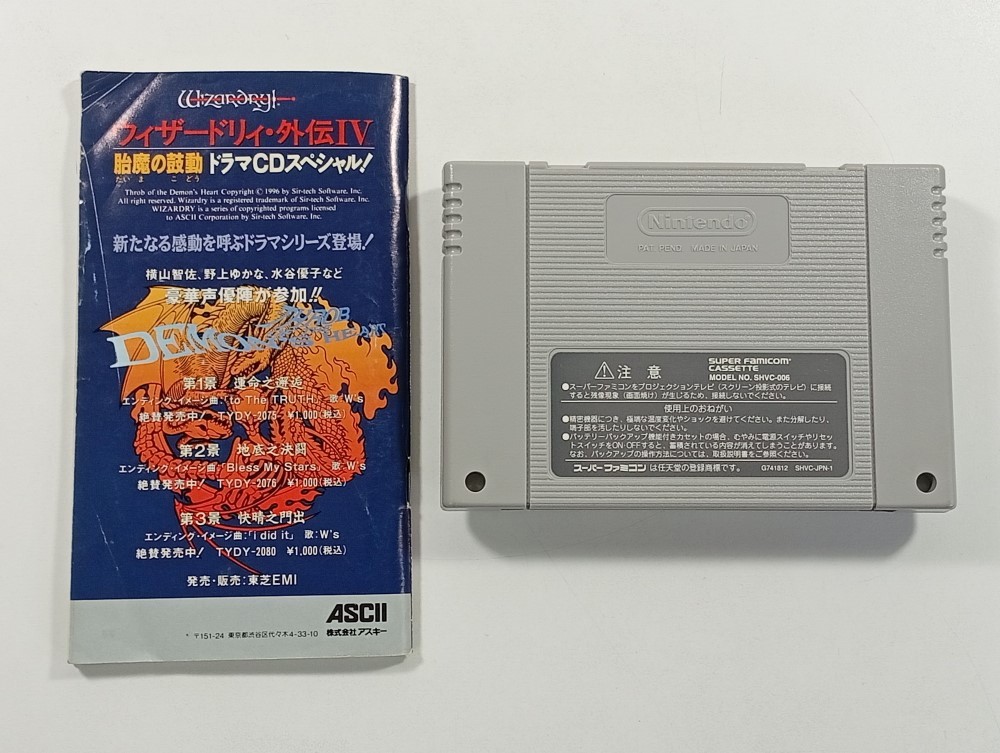 Wizardry!
ウィザードリィ・外伝IV
胎魔の鼓動 ドラマCDスペシャル!
たいま こどう
Throb of the Demon's Heart Copyright © 1996 by Sir-tech Software, Inc.
All right reserved. Wizardry is a registered trademark of Sir-tech Software, Inc.
WIZARDRY is a series of copyrighted programs licensed
to ASCII Corporation by Sir-tech Software, Inc.
新たなる感動を呼ぶドラマシリーズ登場!
横山智佐、野上ゆかな、水谷優子など
豪華声優陣が参加!!
THROB
DEMON'S HEART
第1景 運命之邂逅
エンディング・イメージ曲:「to The TRUTH」 歌:W's
絶賛発売中! TYDY-2075 ¥1,000(税込)
第2景 地底之決闘
エンディング・イメージ曲:「Bless My Stars」 歌:W's
絶賛発売中! TYDY-2076 ¥1,000(税込)
第3景 快晴之門出
エンディング・イメージ曲:「i did it」 歌:W's
絶賛発売中! TYDY-2080 ¥1,000(税込)
発売・販売:東芝EMI
ASCII
〒151-24 東京都渋谷区代々木4-33-10 株式会社アスキー
Nintendo
PAT. PEND. MADE IN JAPAN
注意
SUPER FAMICOM
CASSETTE
MODEL NO. SHVC-006
●スーパーファミコンをプロジェクションテレビ(スクリーン投影式のテレビ)に接続
すると残像現象(画面焼け)が生じるため、接続しないでください。
使用上のおねがい
●精密機器につき、極端な温度変化やショックを避けてください。また分解したり、
端子部を汚したりしないでください。
●バッテリーバックアップ機能付きカセットの場合、むやみに電源スイッチやリセッ
トスイッチをON・OFFすると、蓄積されている内容が消えてしまうことがあります。
なお、バックアップの操作方法については、取扱説明書をご参照ください。
スーパーファミコン は任天堂の登録商標です。 G741812 SHVC-JPN-1